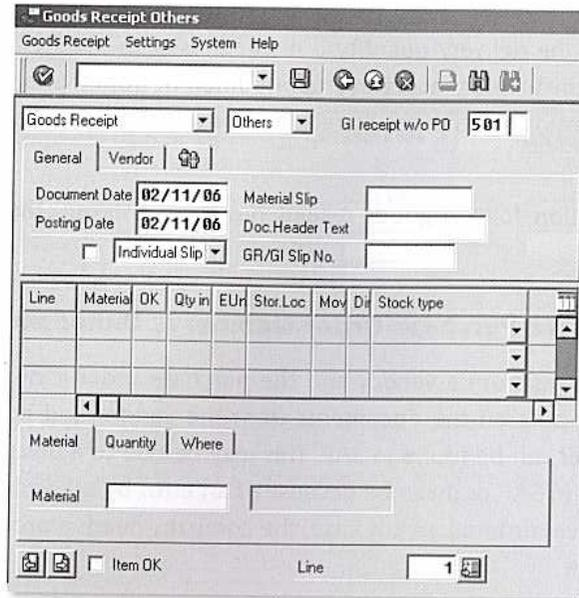 Goods Receipt Others
Goods Receipt Settings System Help
Goods Receipt Others GI receipt w/o PO 501
General Vendor
Document Date 02/11/06 Material Slip
Posting Date 02/11/06 Doc.Header Text
Individual Slip GR/GI Slip No.
Line Material OK Qty in EUn Stor.Loc Mov Dir Stock type
Material Quantity Where
Material
Item OK Line 1